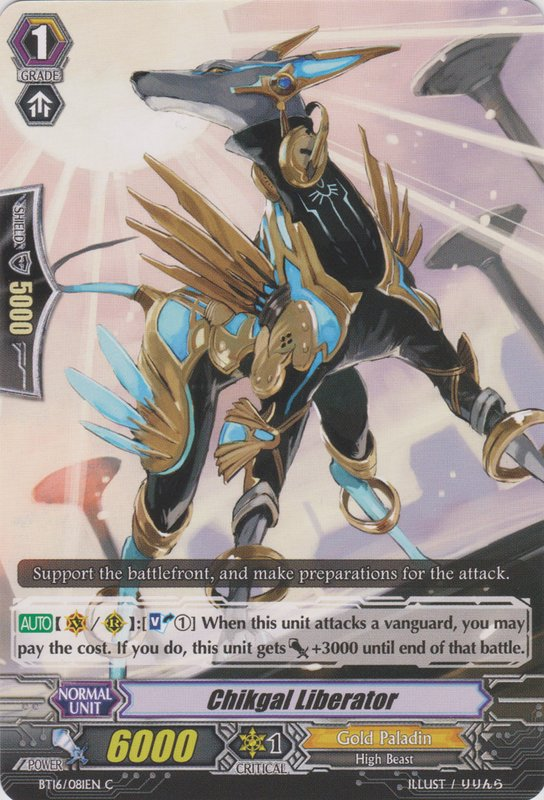 1
GRADE
SHIELD
5000
Support the battlefront, and make preparations for the attack.
AUTO【 V / R 】:[V ①] When this unit attacks a vanguard, you may
pay the cost. If you do, this unit gets +3000 until end of that battle.
NORMAL
UNIT
Chikgal Liberator
POWER
6000
1
CRITICAL
Gold Paladin
High Beast
BT16/081EN C
ILLUST / りりんら